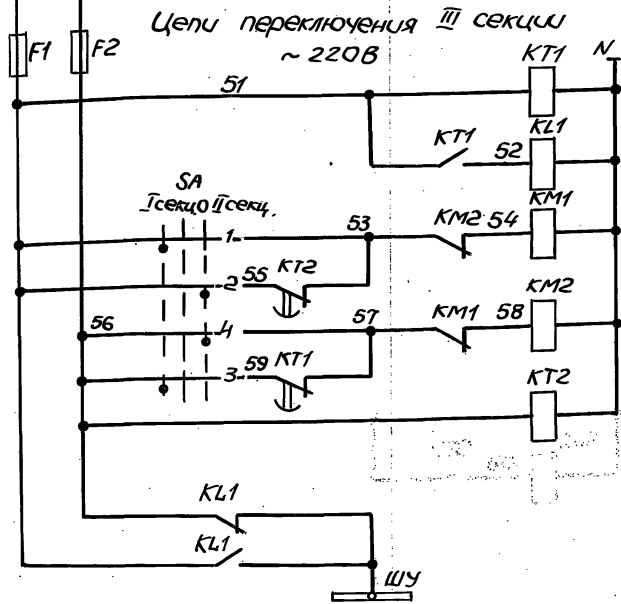 Цепи переключения III секции
~ 220В
F1 F2 N
51 KT1
KT1 52 KL1
SA
I секц. 0 II секц.
1 53 KM2 54 KM1
2 55 KT2
56 4 57 KM1 58 KM2
3 59 KT1
KT2
KL1
KL1
ШУ